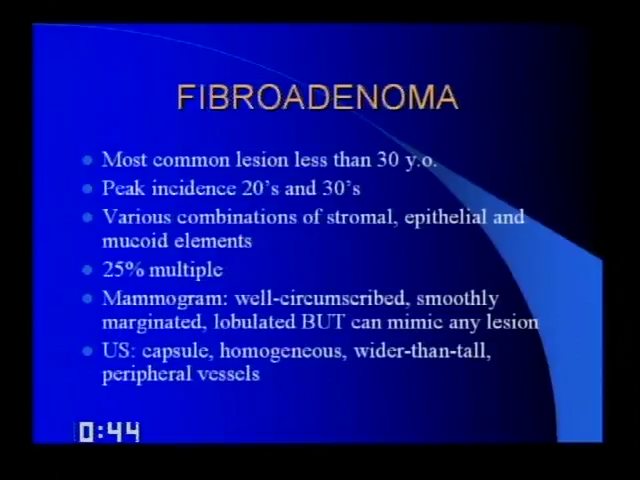 FIBROADENOMA
Most common lesion less than 30 y.o.
Peak incidence 20's and 30's
Various combinations of stromal, epithelial and
mucoid elements
25% multiple
Mammogram: well-circumscribed, smoothly
marginated, lobulated BUT can mimic any lesion
US: capsule, homogeneous, wider-than-tall,
peripheral vessels
0:44